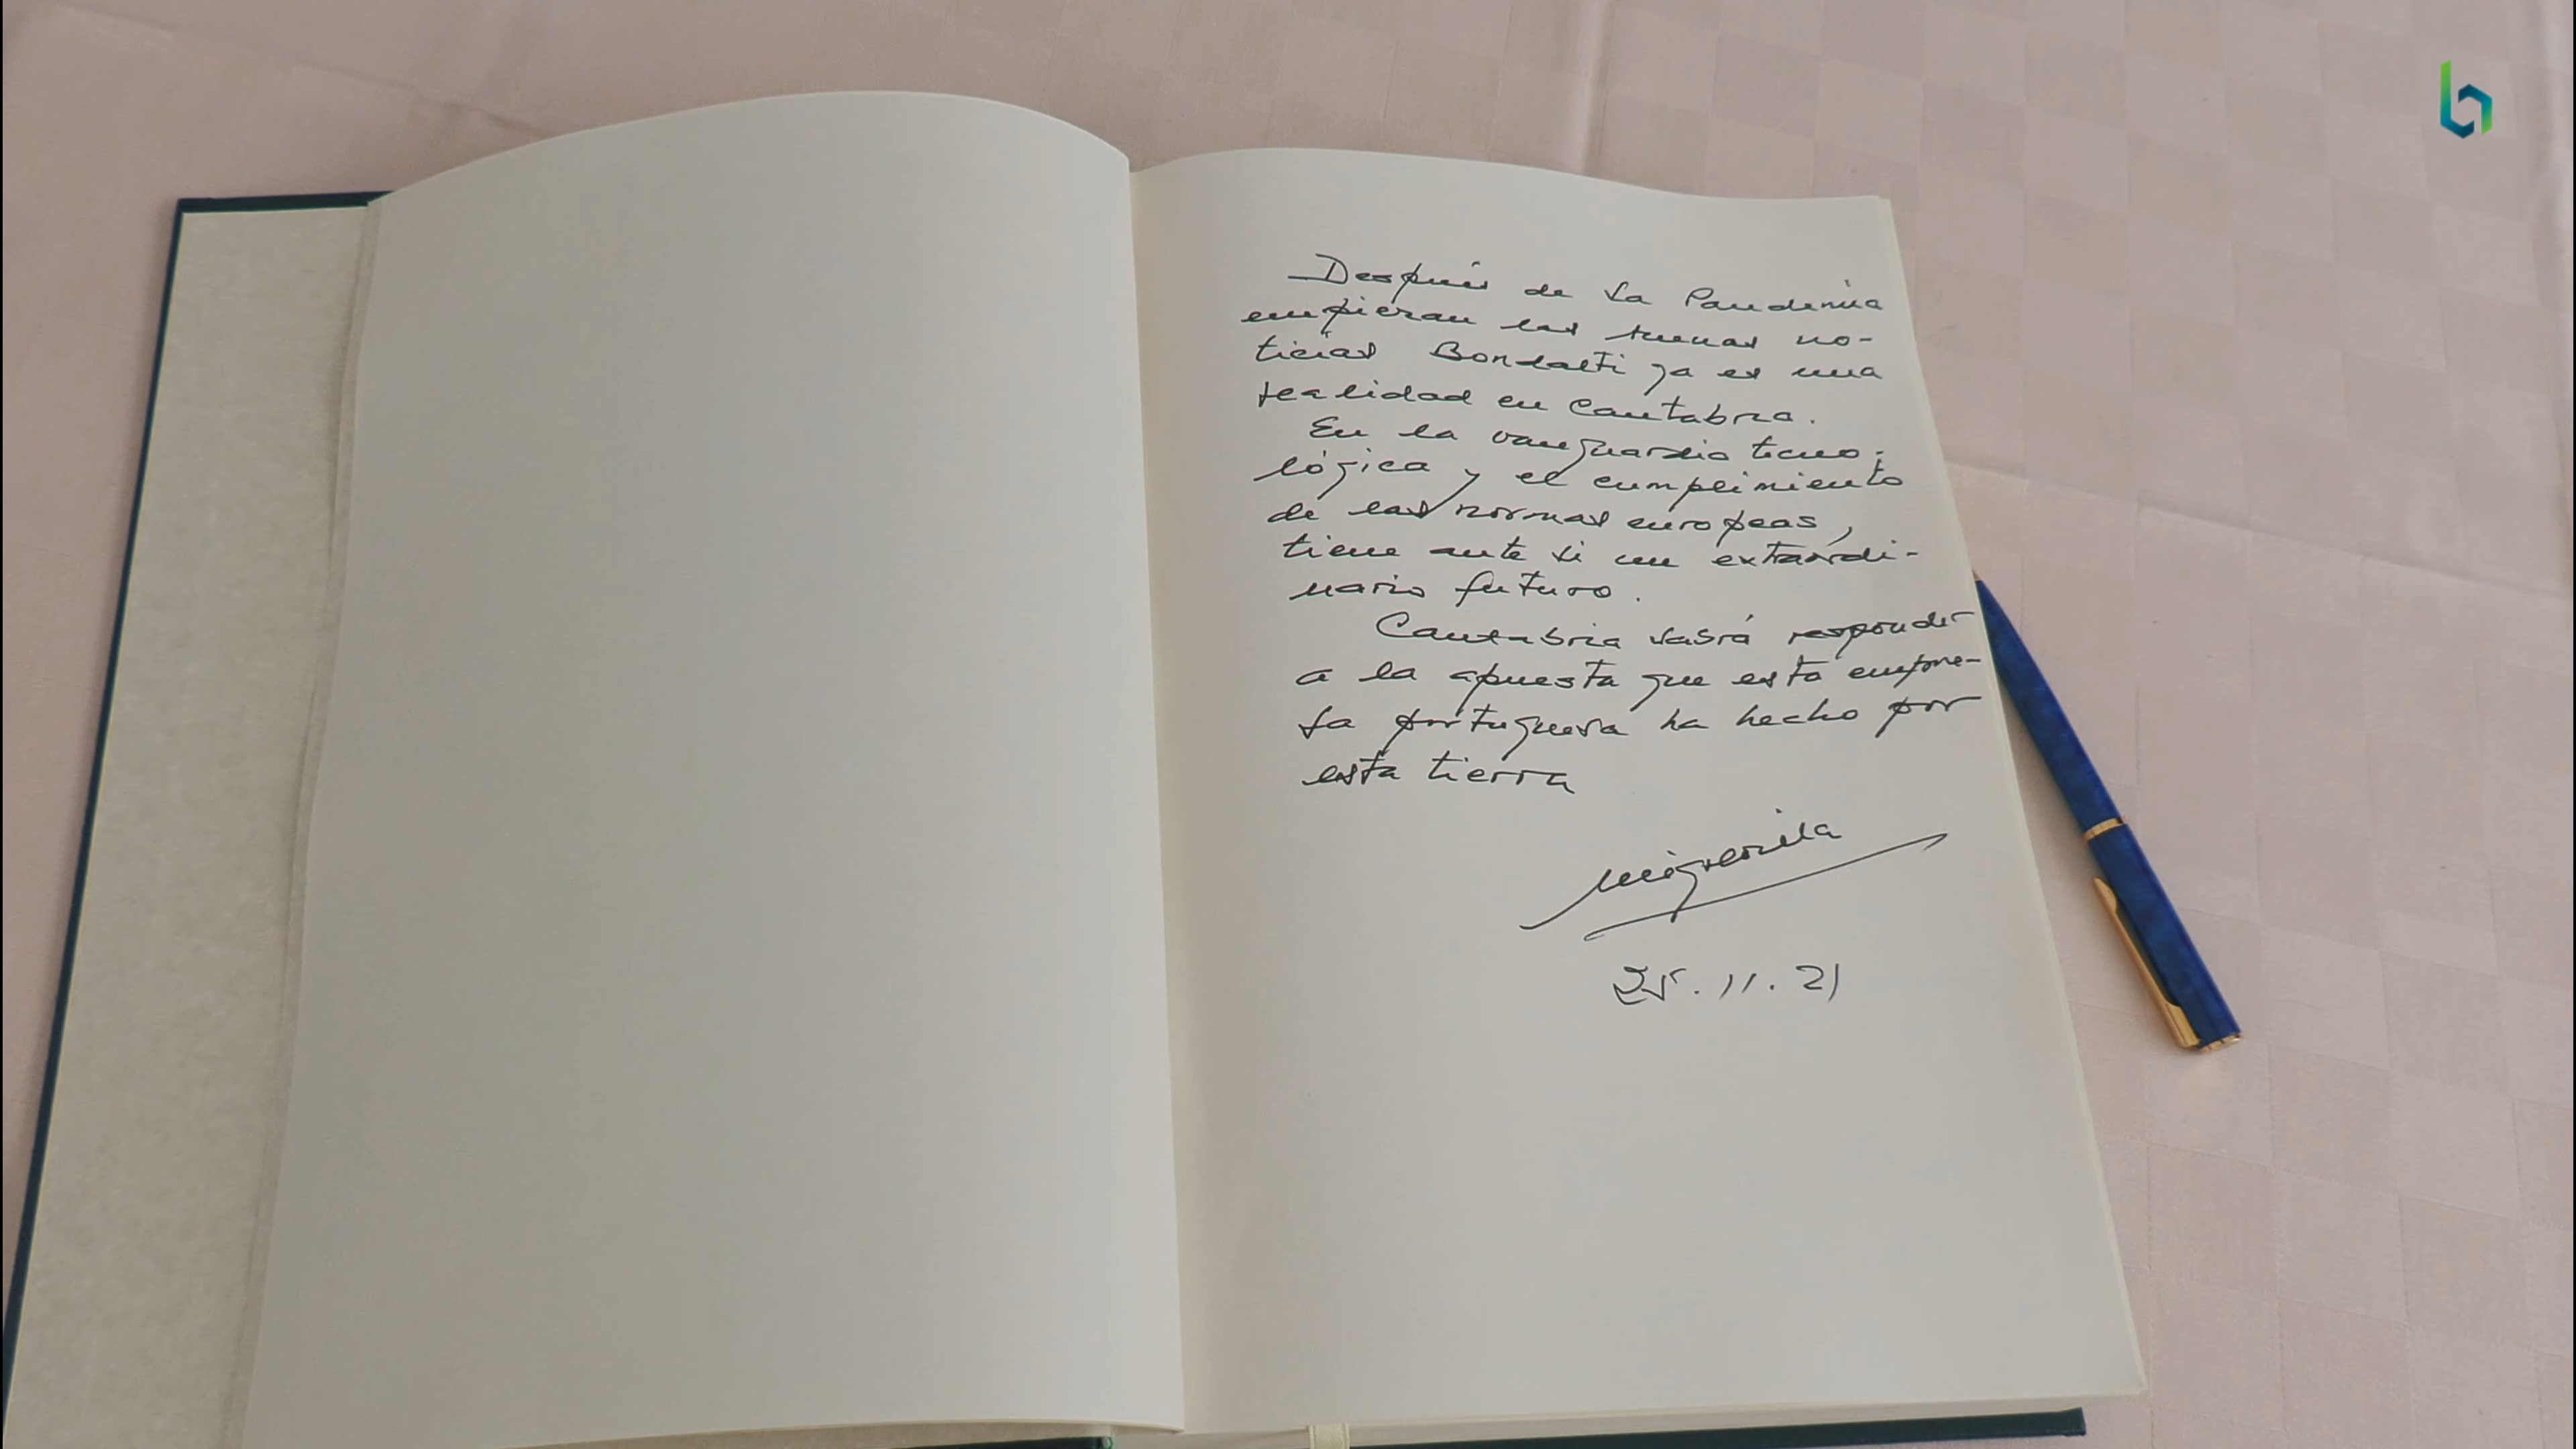 Después de la Pandemia
empiezan las buenas no-
ticias Bondalti ya es una
realidad en Cantabria.
En la vanguardia tecno-
lógica y el cumplimiento
de las normas europeas,
tiene ante si un extraordi-
nario futuro.
Cantabria sabrá responder
a la apuesta que esta empre-
sa portuguesa ha hecho por
esta tierra
25.11.21